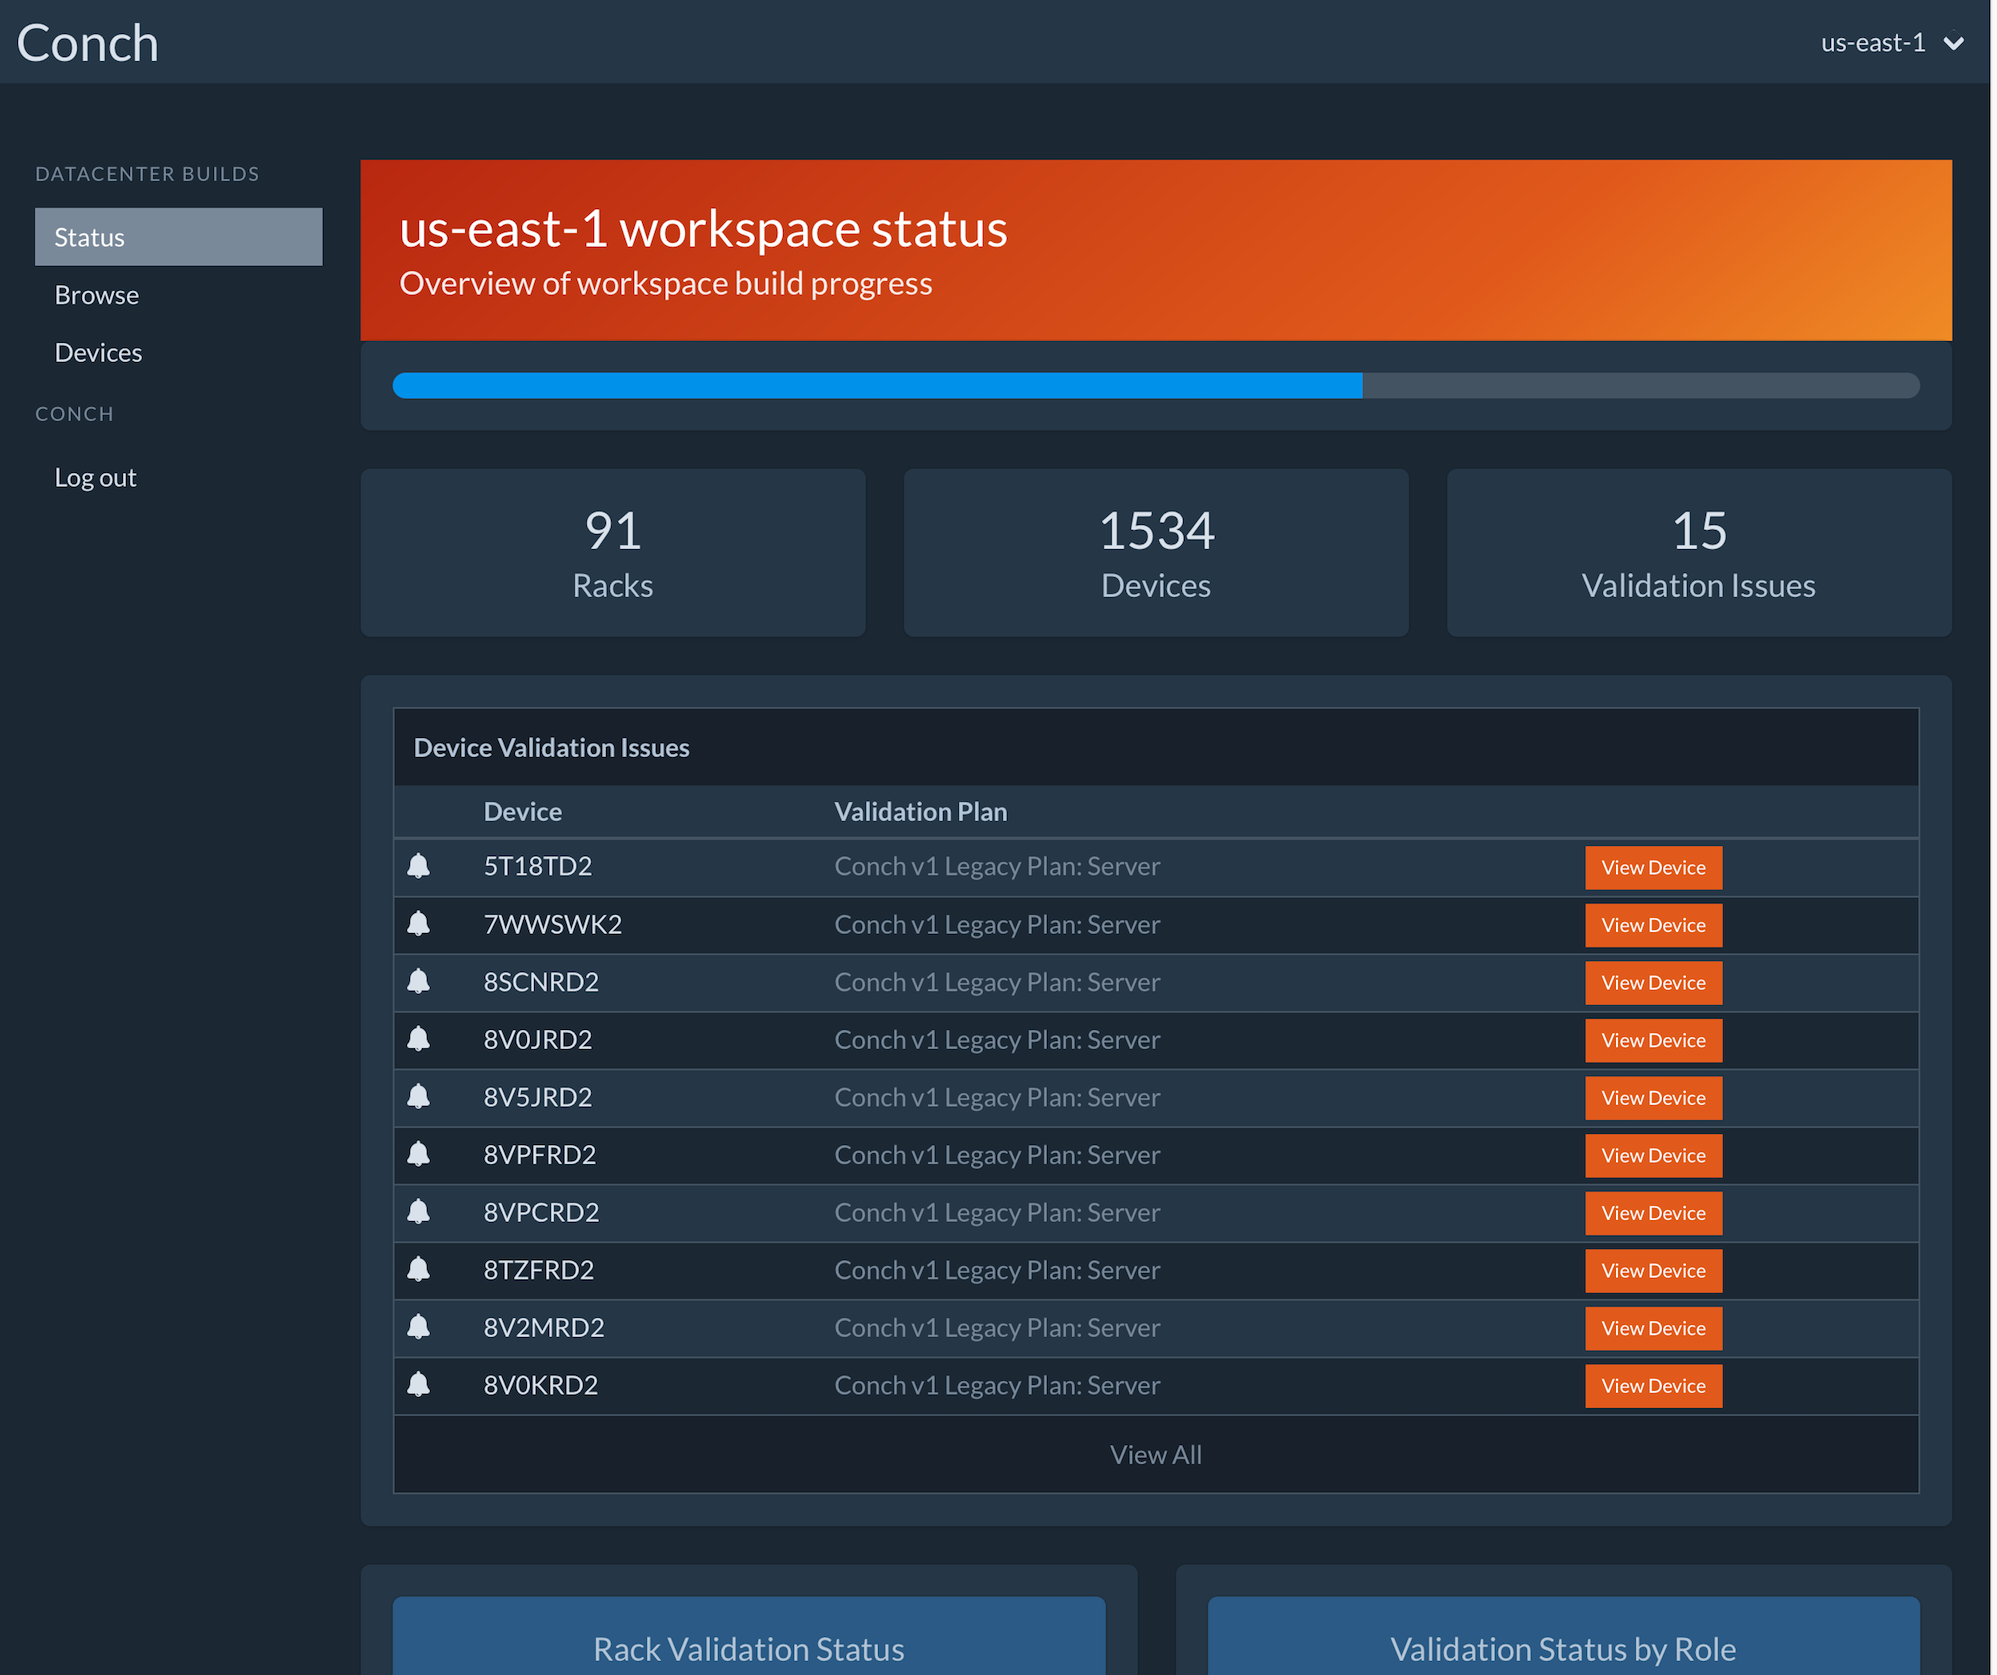 Conch
us-east-1
DATACENTER BUILDS
Status
Browse
Devices
CONCH
Log out
us-east-1 workspace status
Overview of workspace build progress
91
Racks
1534
Devices
15
Validation Issues
Device Validation Issues
Device Validation Plan
5T18TD2 Conch v1 Legacy Plan: Server View Device
7WWSWK2 Conch v1 Legacy Plan: Server View Device
8SCNRD2 Conch v1 Legacy Plan: Server View Device
8V0JRD2 Conch v1 Legacy Plan: Server View Device
8V5JRD2 Conch v1 Legacy Plan: Server View Device
8VPFRD2 Conch v1 Legacy Plan: Server View Device
8VPCRD2 Conch v1 Legacy Plan: Server View Device
8TZFRD2 Conch v1 Legacy Plan: Server View Device
8V2MRD2 Conch v1 Legacy Plan: Server View Device
8V0KRD2 Conch v1 Legacy Plan: Server View Device
View All
Rack Validation Status
Validation Status by Role